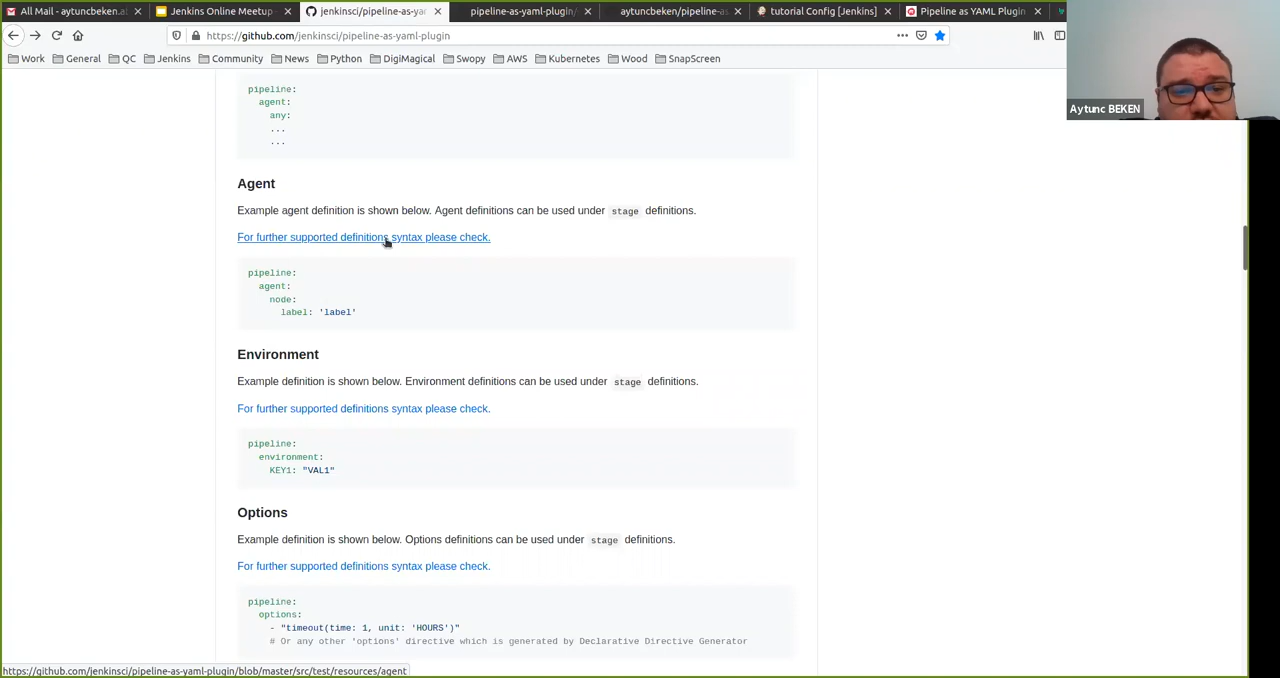 All Mail - aytuncbeken.a
Jenkins Online Meetup -
jenkinsci/pipeline-as-ya
pipeline-as-yaml-plugin/
aytuncbeken/pipeline-as
tutorial Config [Jenkins]
Pipeline as YAML Plugin
https://github.com/jenkinsci/pipeline-as-yaml-plugin
Work General QC Jenkins Community News Python DigiMagical Swopy AWS Kubernetes Wood SnapScreen
Aytunc BEKEN
pipeline:
agent:
any:
...
...
Agent
Example agent definition is shown below. Agent definitions can be used under stage definitions.
For further supported definitions syntax please check.
pipeline:
agent:
node:
label: 'label'
Environment
Example definition is shown below. Environment definitions can be used under stage definitions.
For further supported definitions syntax please check.
pipeline:
environment:
KEY1: "VAL1"
Options
Example definition is shown below. Options definitions can be used under stage definitions.
For further supported definitions syntax please check.
pipeline:
options:
- "timeout(time: 1, unit: 'HOURS')"
# Or any other 'options' directive which is generated by Declarative Directive Generator
https://github.com/jenkinsci/pipeline-as-yaml-plugin/blob/master/src/test/resources/agent